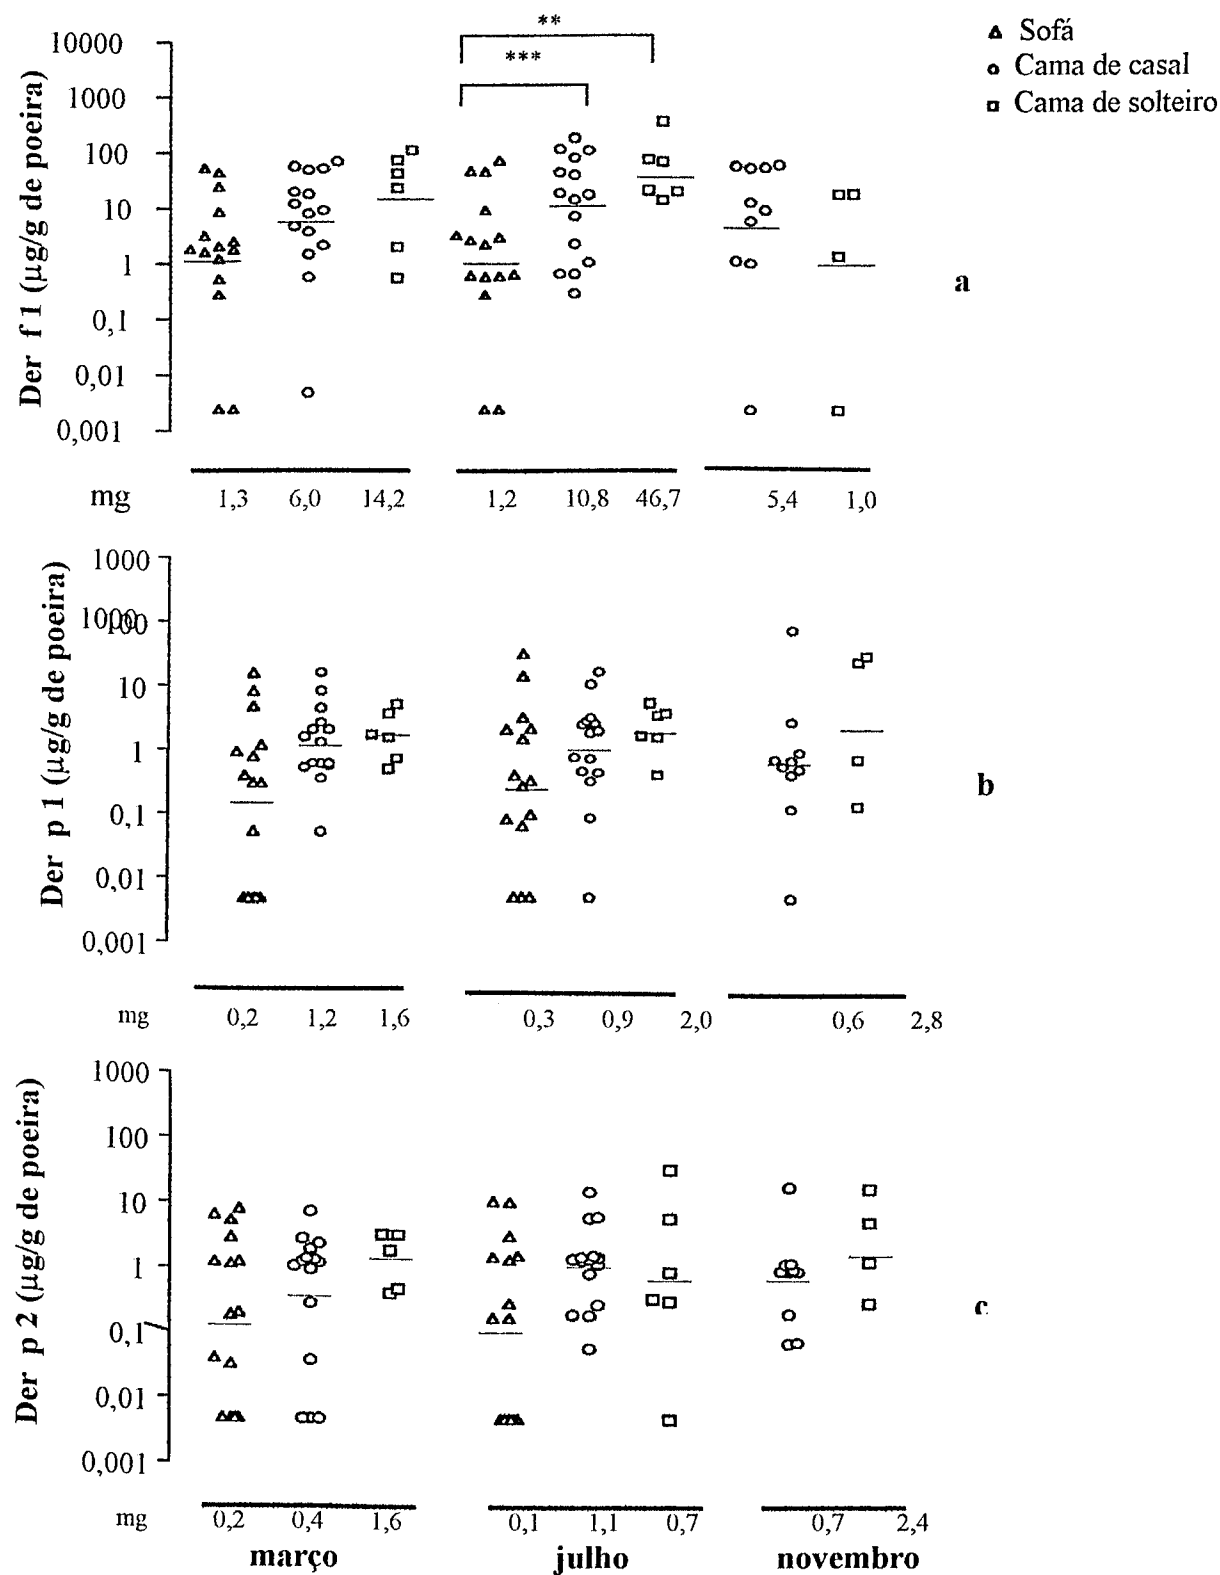 **
***
Sofá
Cama de casal
Cama de solteiro
Der f 1 (µg/g de poeira)
10000
1000
100
10
1
0,1
0,01
0,001
a
mg 1,3 6,0 14,2 1,2 10,8 46,7 5,4 1,0
Der p 1 (µg/g de poeira)
1000
100
10
1
0,1
0,01
0,001
b
mg 0,2 1,2 1,6 0,3 0,9 2,0 0,6 2,8
Der p 2 (µg/g de poeira)
1000
100
10
1
0,1
0,01
0,001
c
mg 0,2 0,4 1,6 0,1 1,1 0,7 0,7 2,4
março julho novembro